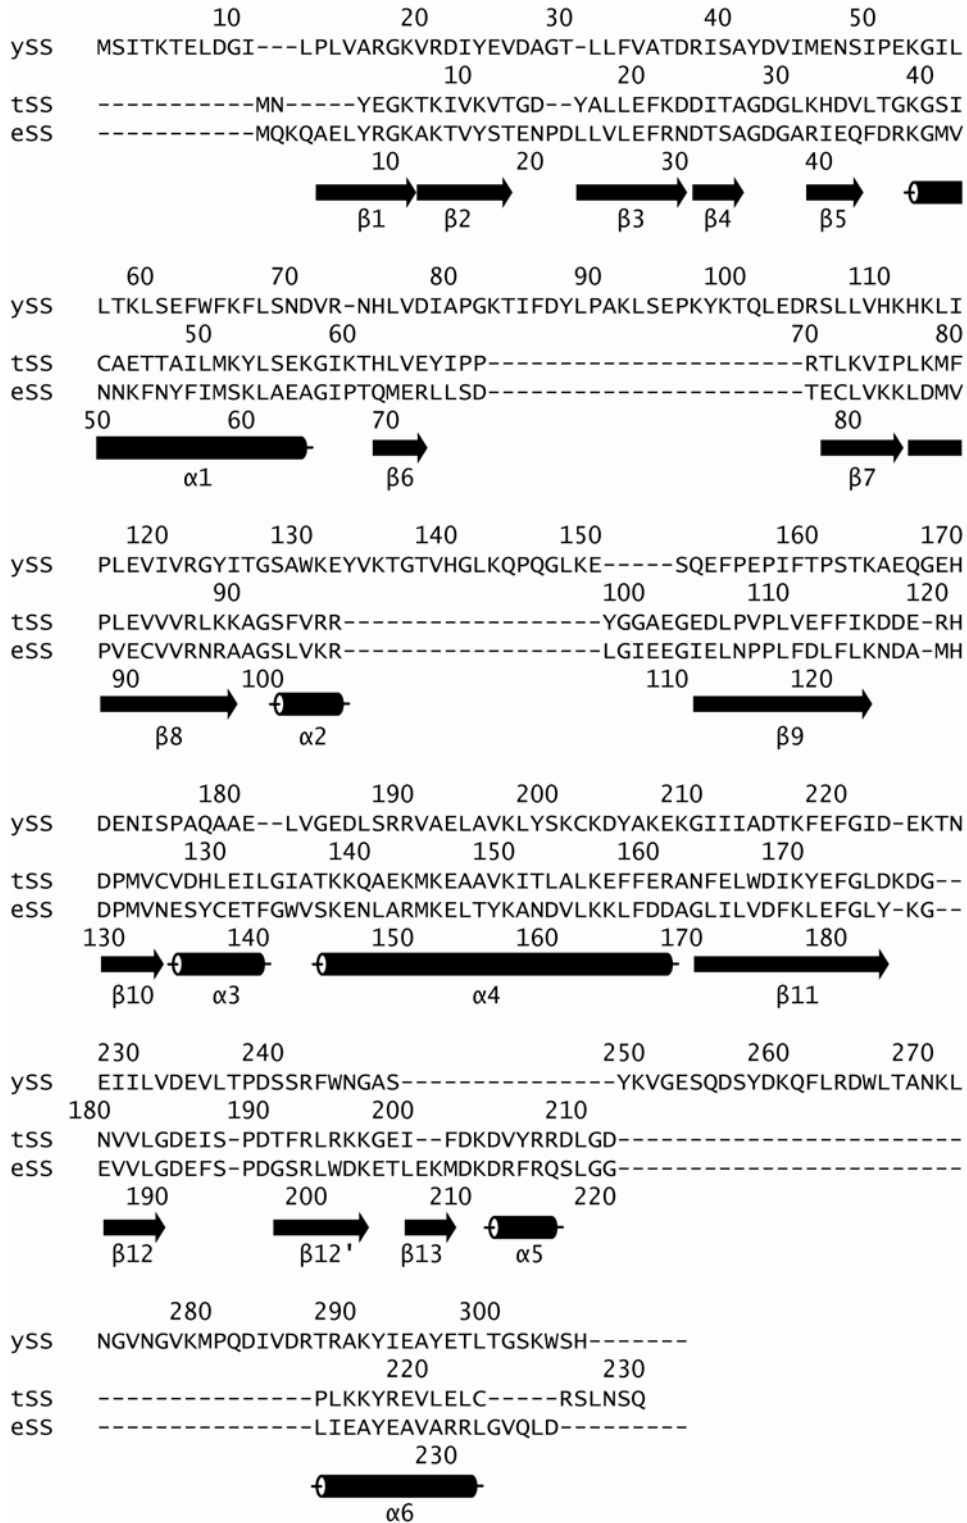 10 20 30 40 50
ySS MSITKTELDGI---LPLVARGKVRDIYEVDAGT-LLFVATDRISAYDVIMENSIPEKGIL
10 20 30 40
tSS -----------MN-----YEGKTKIVKVTGD--YALLEFKDDITAGDGLKHDVLTGKGSI
eSS -----------MQKQAELYRGKAKTVYSTENPDLLVLEFRNDTSAGDGARIEQFDRKGMV
10 20 30 40
β1 β2 β3 β4 β5
60 70 80 90 100 110
ySS LTKLSEFWFKFLSNDVR-NHLVDIAPGKTIFDYLPAKLSEPKYKTQLEDRSLLVHKHKLI
50 60 70 80
tSS CAETTAILMKYLSEKGIKTHLVEYIPP----------------------RTLKVIPLKMF
eSS NNKFNYFIMSKLAEAGIPTQMERLLSD----------------------TECLVKKLDMV
50 60 70 80
α1 β6 β7
120 130 140 150 160 170
ySS PLEVIVRGYITGSAWKEYVKTGTVHGLKQPQGLKE-----SQEFPEPIFTPSTKAEQGEH
90 100 110 120
tSS PLEVVVRLKKAGSFVRR------------------YGGAEGEDLPVPLVEFFIKDDE-RH
eSS PVECVVRNRAAGSLVKR------------------LGIEEGIELNPPLFDLFLKNDA-MH
90 100 110 120
β8 α2 β9
180 190 200 210 220
ySS DENISPAQAAE--LVGEDLSRRVAELAVKLYSKCKDYAKEKGIIIADTKFEFGID-EKTN
130 140 150 160 170
tSS DPMVCVDHLEILGIATKKQAEKMKEAAVKITLALKEFFERANFELWDIKYEFGLDKDG--
eSS DPMVNESYCETFGWVSKENLARMKELTYKANDVLKKLFDDAGLILVDFKLEFGLY-KG--
130 140 150 160 170 180
β10 α3 α4 β11
230 240 250 260 270
ySS EIILVDEVLTPDSSRFWNGAS---------------YKVGESQDSYDKQFLRDWLTANKL
180 190 200 210
tSS NVVLGDEIS-PDTFRLRKKGEI--FDKDVYRRDLGD------------------------
eSS EVVLGDEFS-PDGSRLWDKETLEKMDKDRFRQSLGG------------------------
190 200 210 220
β12 β12' β13 α5
280 290 300
ySS NGVNGVKMPQDIVDRTRAKYIEAYETLTGSKWSH-------
220 230
tSS ---------------PLKKYREVLELC-----RSLNSQ
eSS ---------------LIEAYEAVARRLGVQLD---------
230
α6